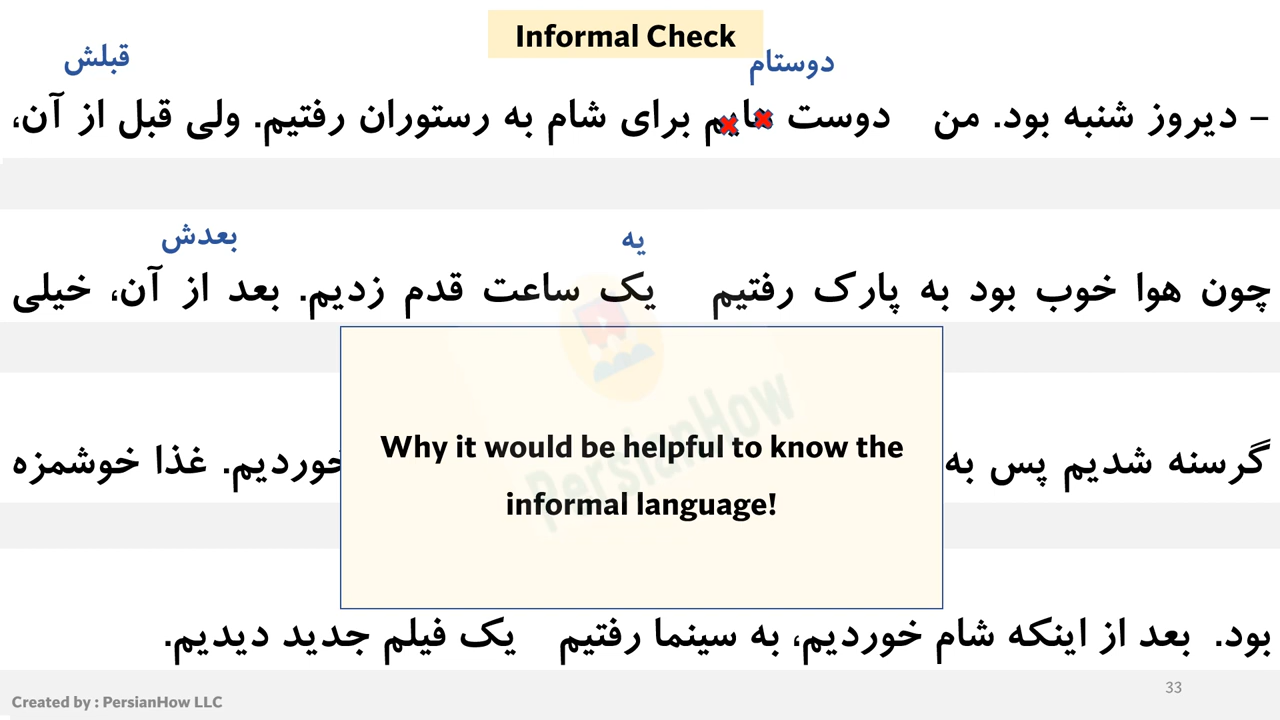 Informal Check
قبلش
دوستام
– دیروز شنبه بود. من دوست هایم برای شام به رستوران رفتیم. ولی قبل از آن،
بعدش
یه
چون هوا خوب بود به پارک رفتیم یک ساعت قدم زدیم. بعد از آن، خیلی
گرسنه شدیم پس به خوردیم. غذا خوشمزه
Why it would be helpful to know the
informal language!
PersianHow
بود. بعد از اینکه شام خوردیم، به سینما رفتیم یک فیلم جدید دیدیم.
33
Created by : PersianHow LLC